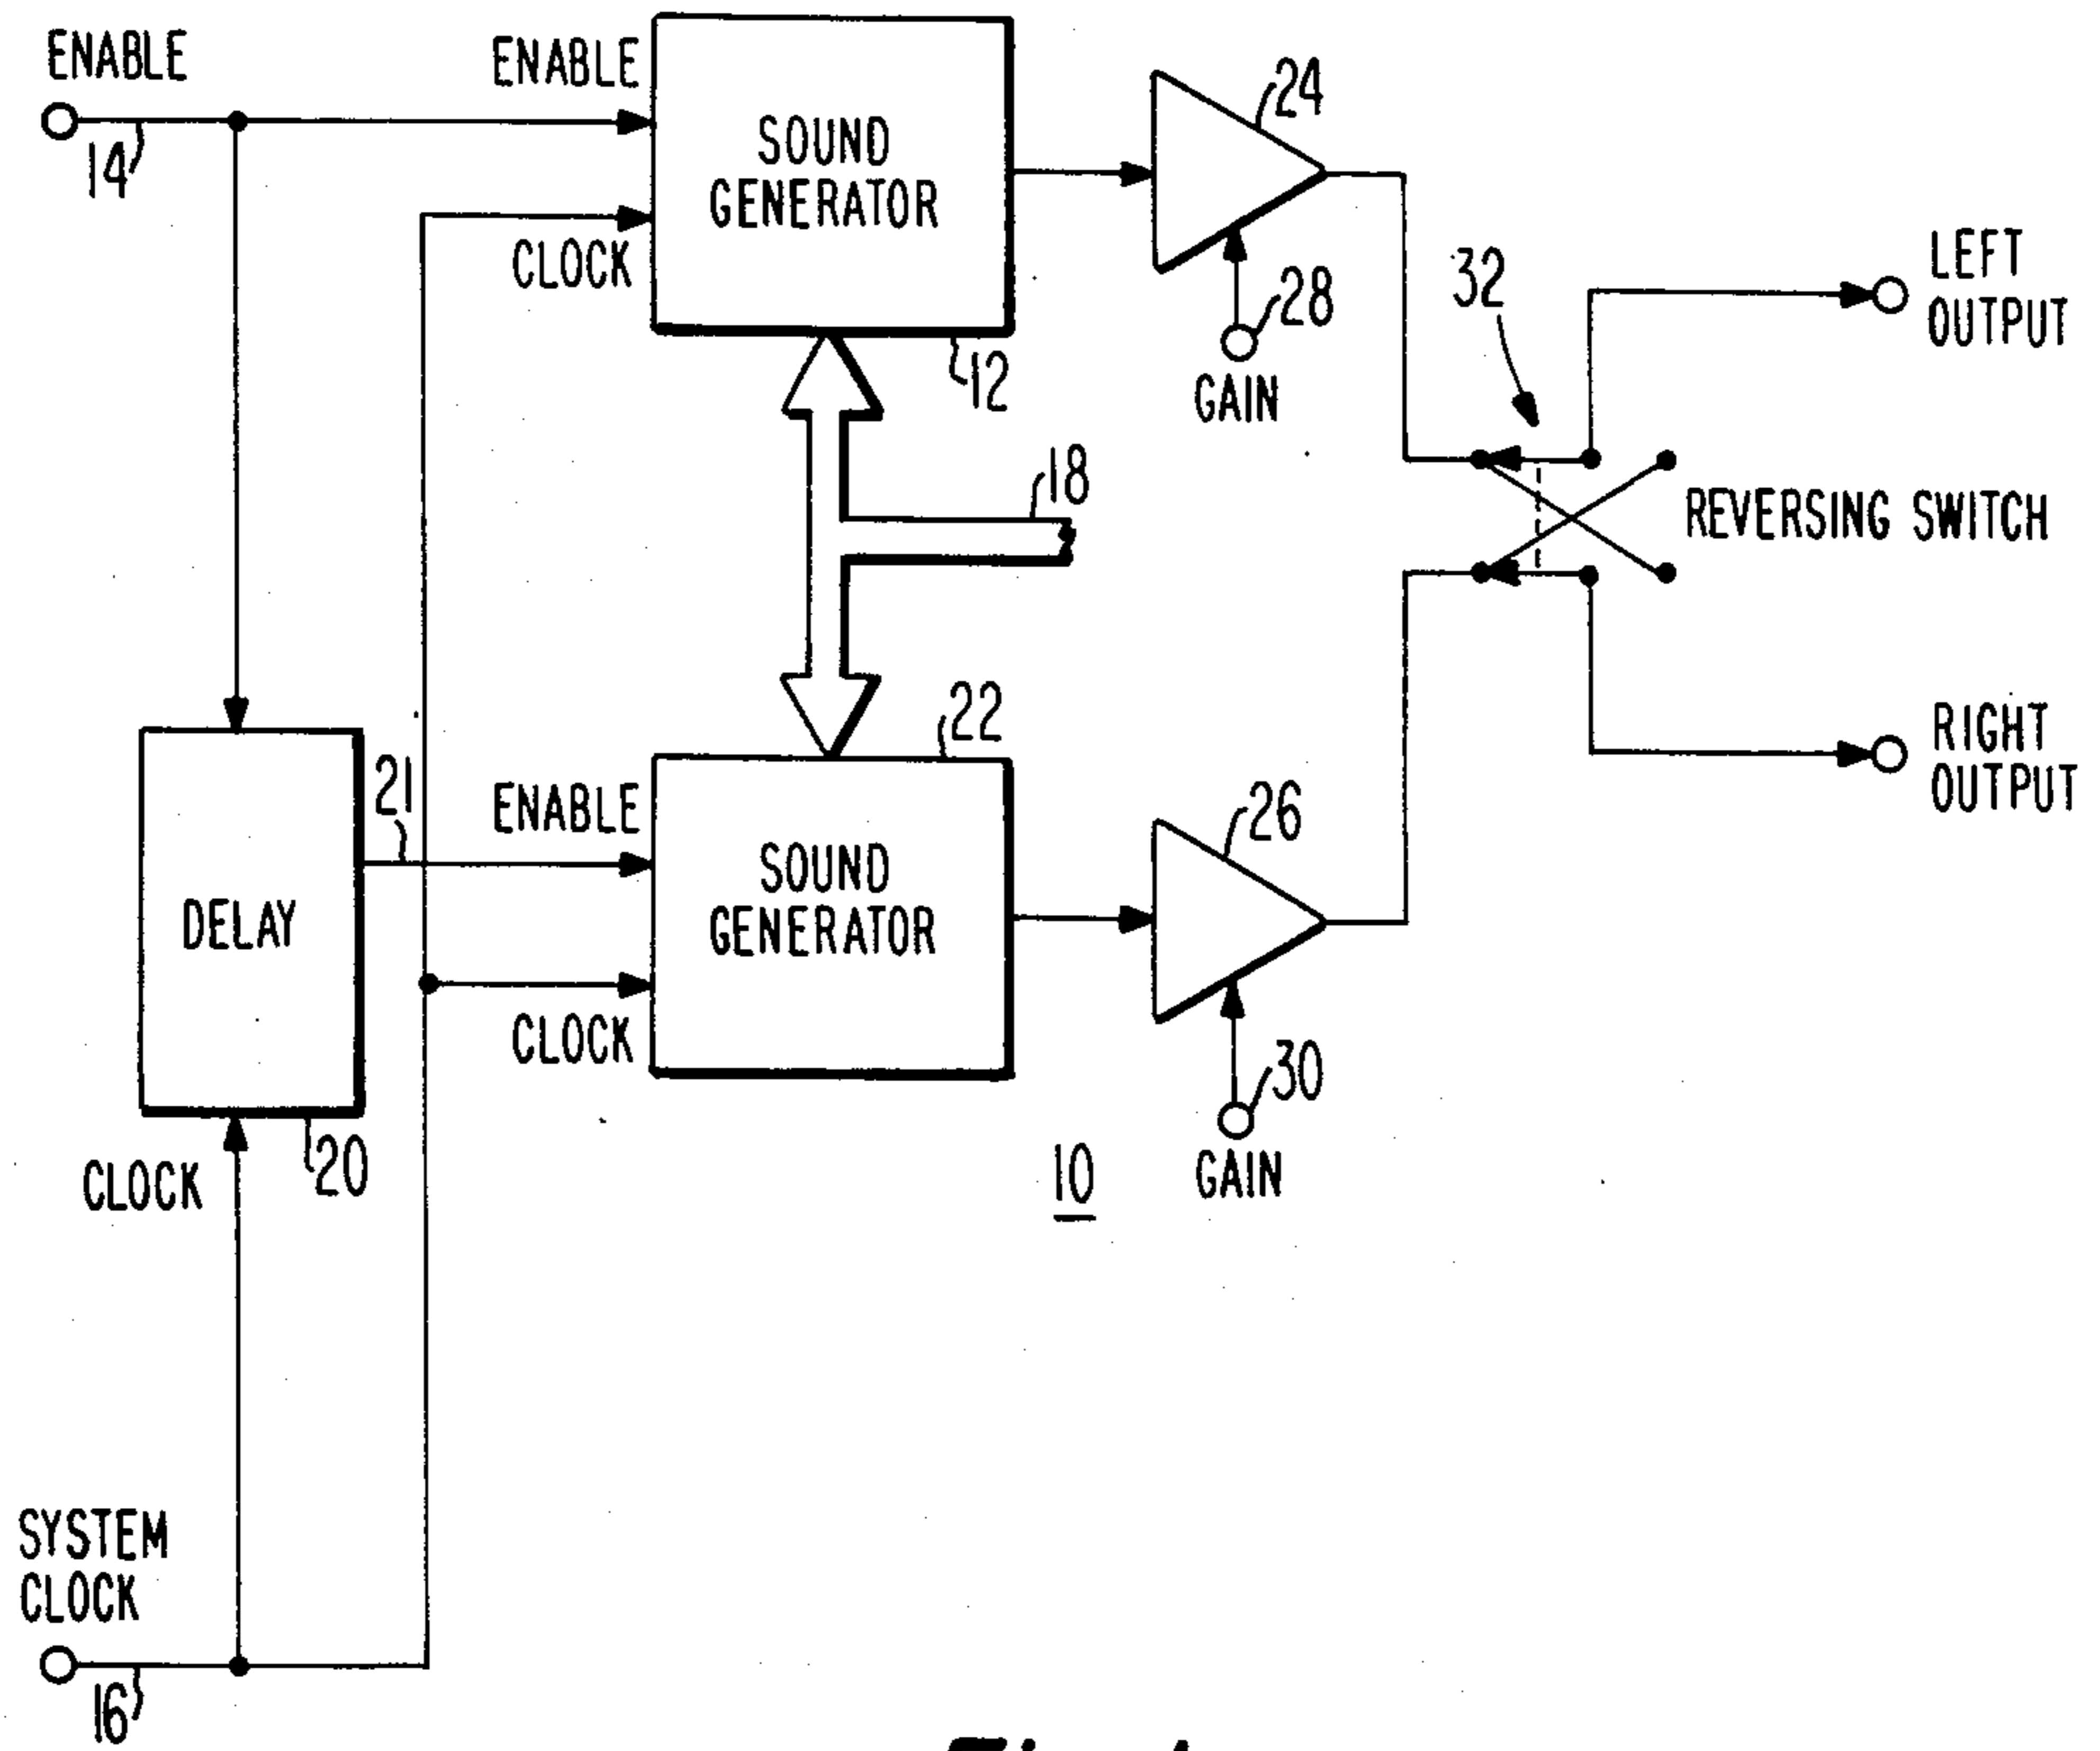 ENABLE
14
ENABLE
CLOCK
SOUND
GENERATOR
12
24
28
GAIN
32
LEFT
OUTPUT
REVERSING SWITCH
18
RIGHT
OUTPUT
22
21
ENABLE
SOUND
GENERATOR
CLOCK
26
30
GAIN
DELAY
20
CLOCK
10
SYSTEM
CLOCK
16